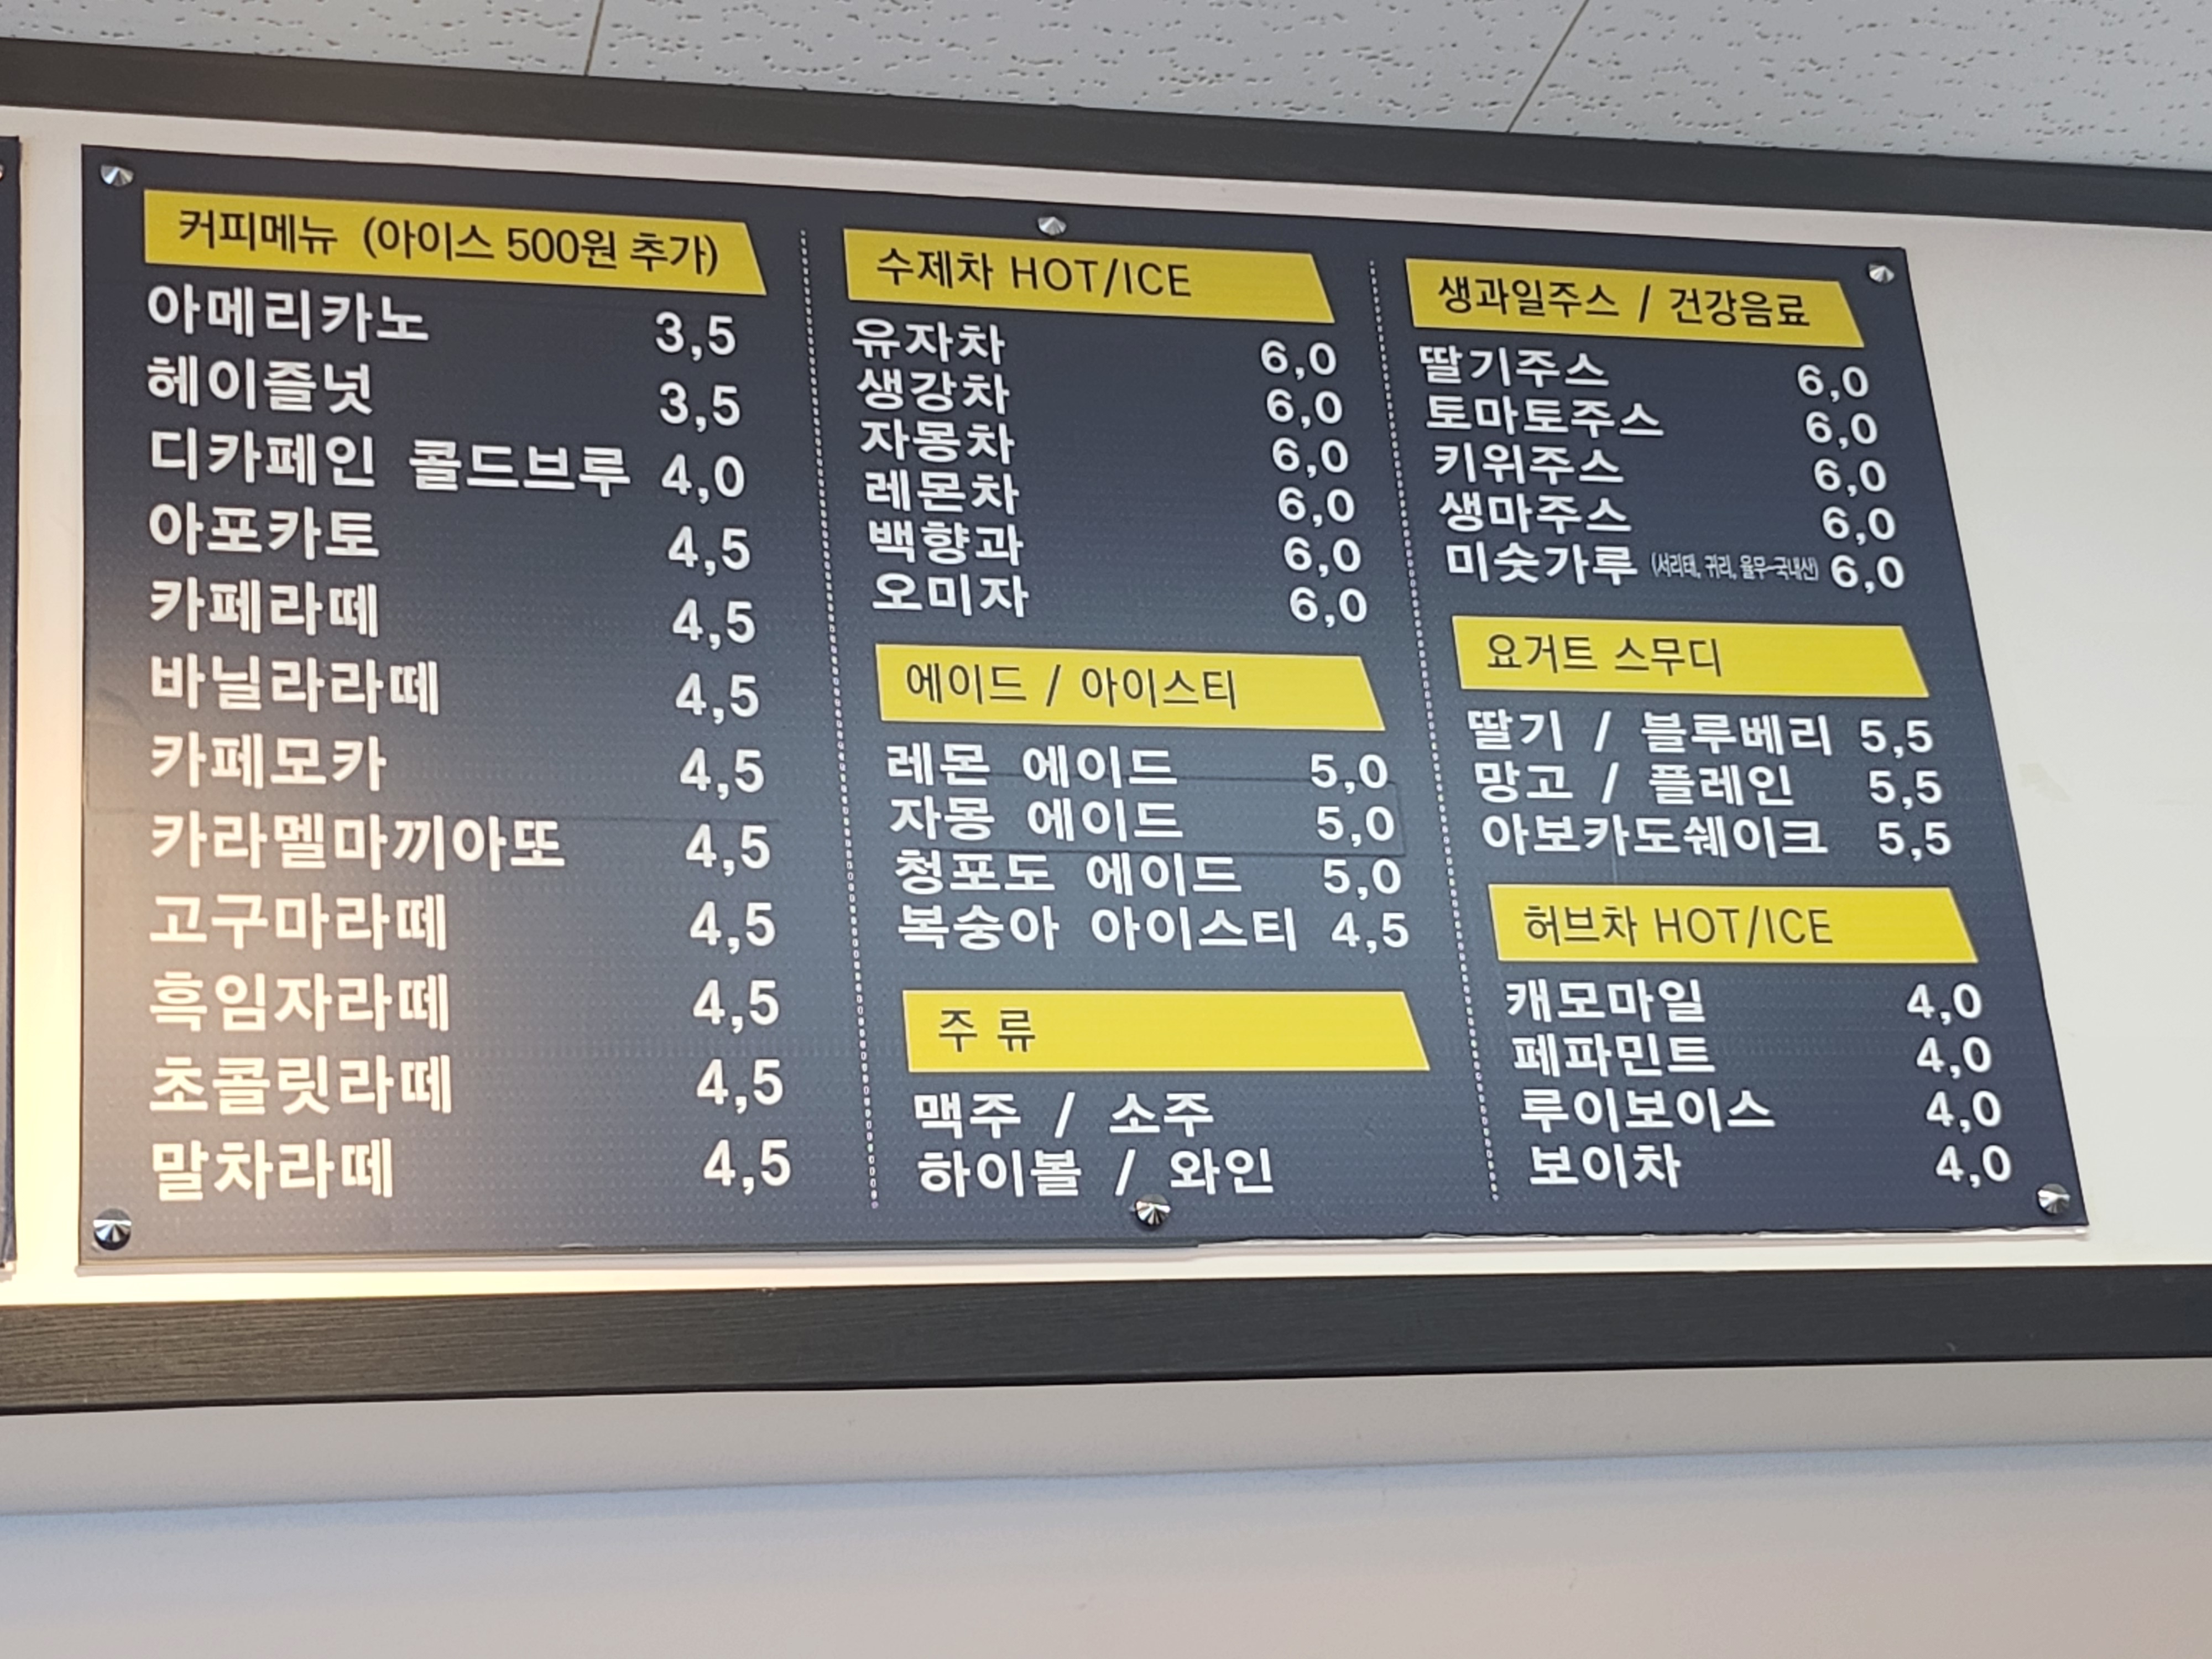 커피메뉴 (아이스 500원 추가)
아메리카노 3,5
헤이즐넛 3,5
디카페인 콜드브루 4,0
아포카토 4,5
카페라떼 4,5
바닐라라떼 4,5
카페모카 4,5
카라멜마끼아또 4,5
고구마라떼 4,5
흑임자라떼 4,5
초콜릿라떼 4,5
말차라떼 4,5
수제차 HOT/ICE
유자차 6,0
생강차 6,0
자몽차 6,0
레몬차 6,0
백향과 6,0
오미자 6,0
에이드 / 아이스티
레몬 에이드 5,0
자몽 에이드 5,0
청포도 에이드 5,0
복숭아 아이스티 4,5
주 류
맥주 / 소주
하이볼 / 와인
생과일주스 / 건강음료
딸기주스 6,0
토마토주스 6,0
키위주스 6,0
생마주스 6,0
미숫가루 (서리태, 귀리, 율무-국내산) 6,0
요거트 스무디
딸기 / 블루베리 5,5
망고 / 플레인 5,5
아보카도쉐이크 5,5
허브차 HOT/ICE
캐모마일 4,0
페파민트 4,0
루이보이스 4,0
보이차 4,0